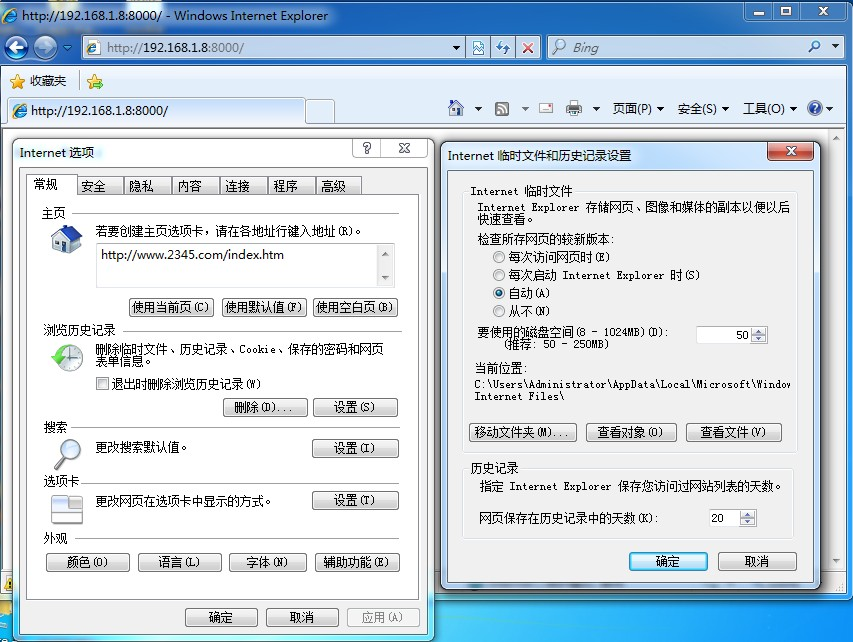 http://192.168.1.8:8000/ - Windows Internet Explorer
http://192.168.1.8:8000/
Bing
收藏夹
http://192.168.1.8:8000/
页面(P)
安全(S)
工具(O)
Internet 选项
常规
安全
隐私
内容
连接
程序
高级
主页
若要创建主页选项卡，请在各地址行键入地址(R)。
http://www.2345.com/index.htm
使用当前页(C)
使用默认值(F)
使用空白页(B)
浏览历史记录
删除临时文件、历史记录、Cookie、保存的密码和网页
表单信息。
退出时删除浏览历史记录(W)
删除(D)...
设置(S)
搜索
更改搜索默认值。
设置(I)
选项卡
更改网页在选项卡中显示的方式。
设置(T)
外观
颜色(O)
语言(L)
字体(N)
辅助功能(E)
确定
取消
应用(A)
Internet 临时文件和历史记录设置
Internet 临时文件
Internet Explorer 存储网页、图像和媒体的副本以便以后
快速查看。
检查所存网页的较新版本:
每次访问网页时(E)
每次启动 Internet Explorer 时(S)
自动(A)
从不(N)
要使用的磁盘空间(8 - 1024MB)(D):
50
(推荐: 50 - 250MB)
当前位置:
C:\Users\Administrator\AppData\Local\Microsoft\Window
Internet Files\
移动文件夹(M)...
查看对象(O)
查看文件(V)
历史记录
指定 Internet Explorer 保存您访问过网站列表的天数。
网页保存在历史记录中的天数(K):
20
确定
取消